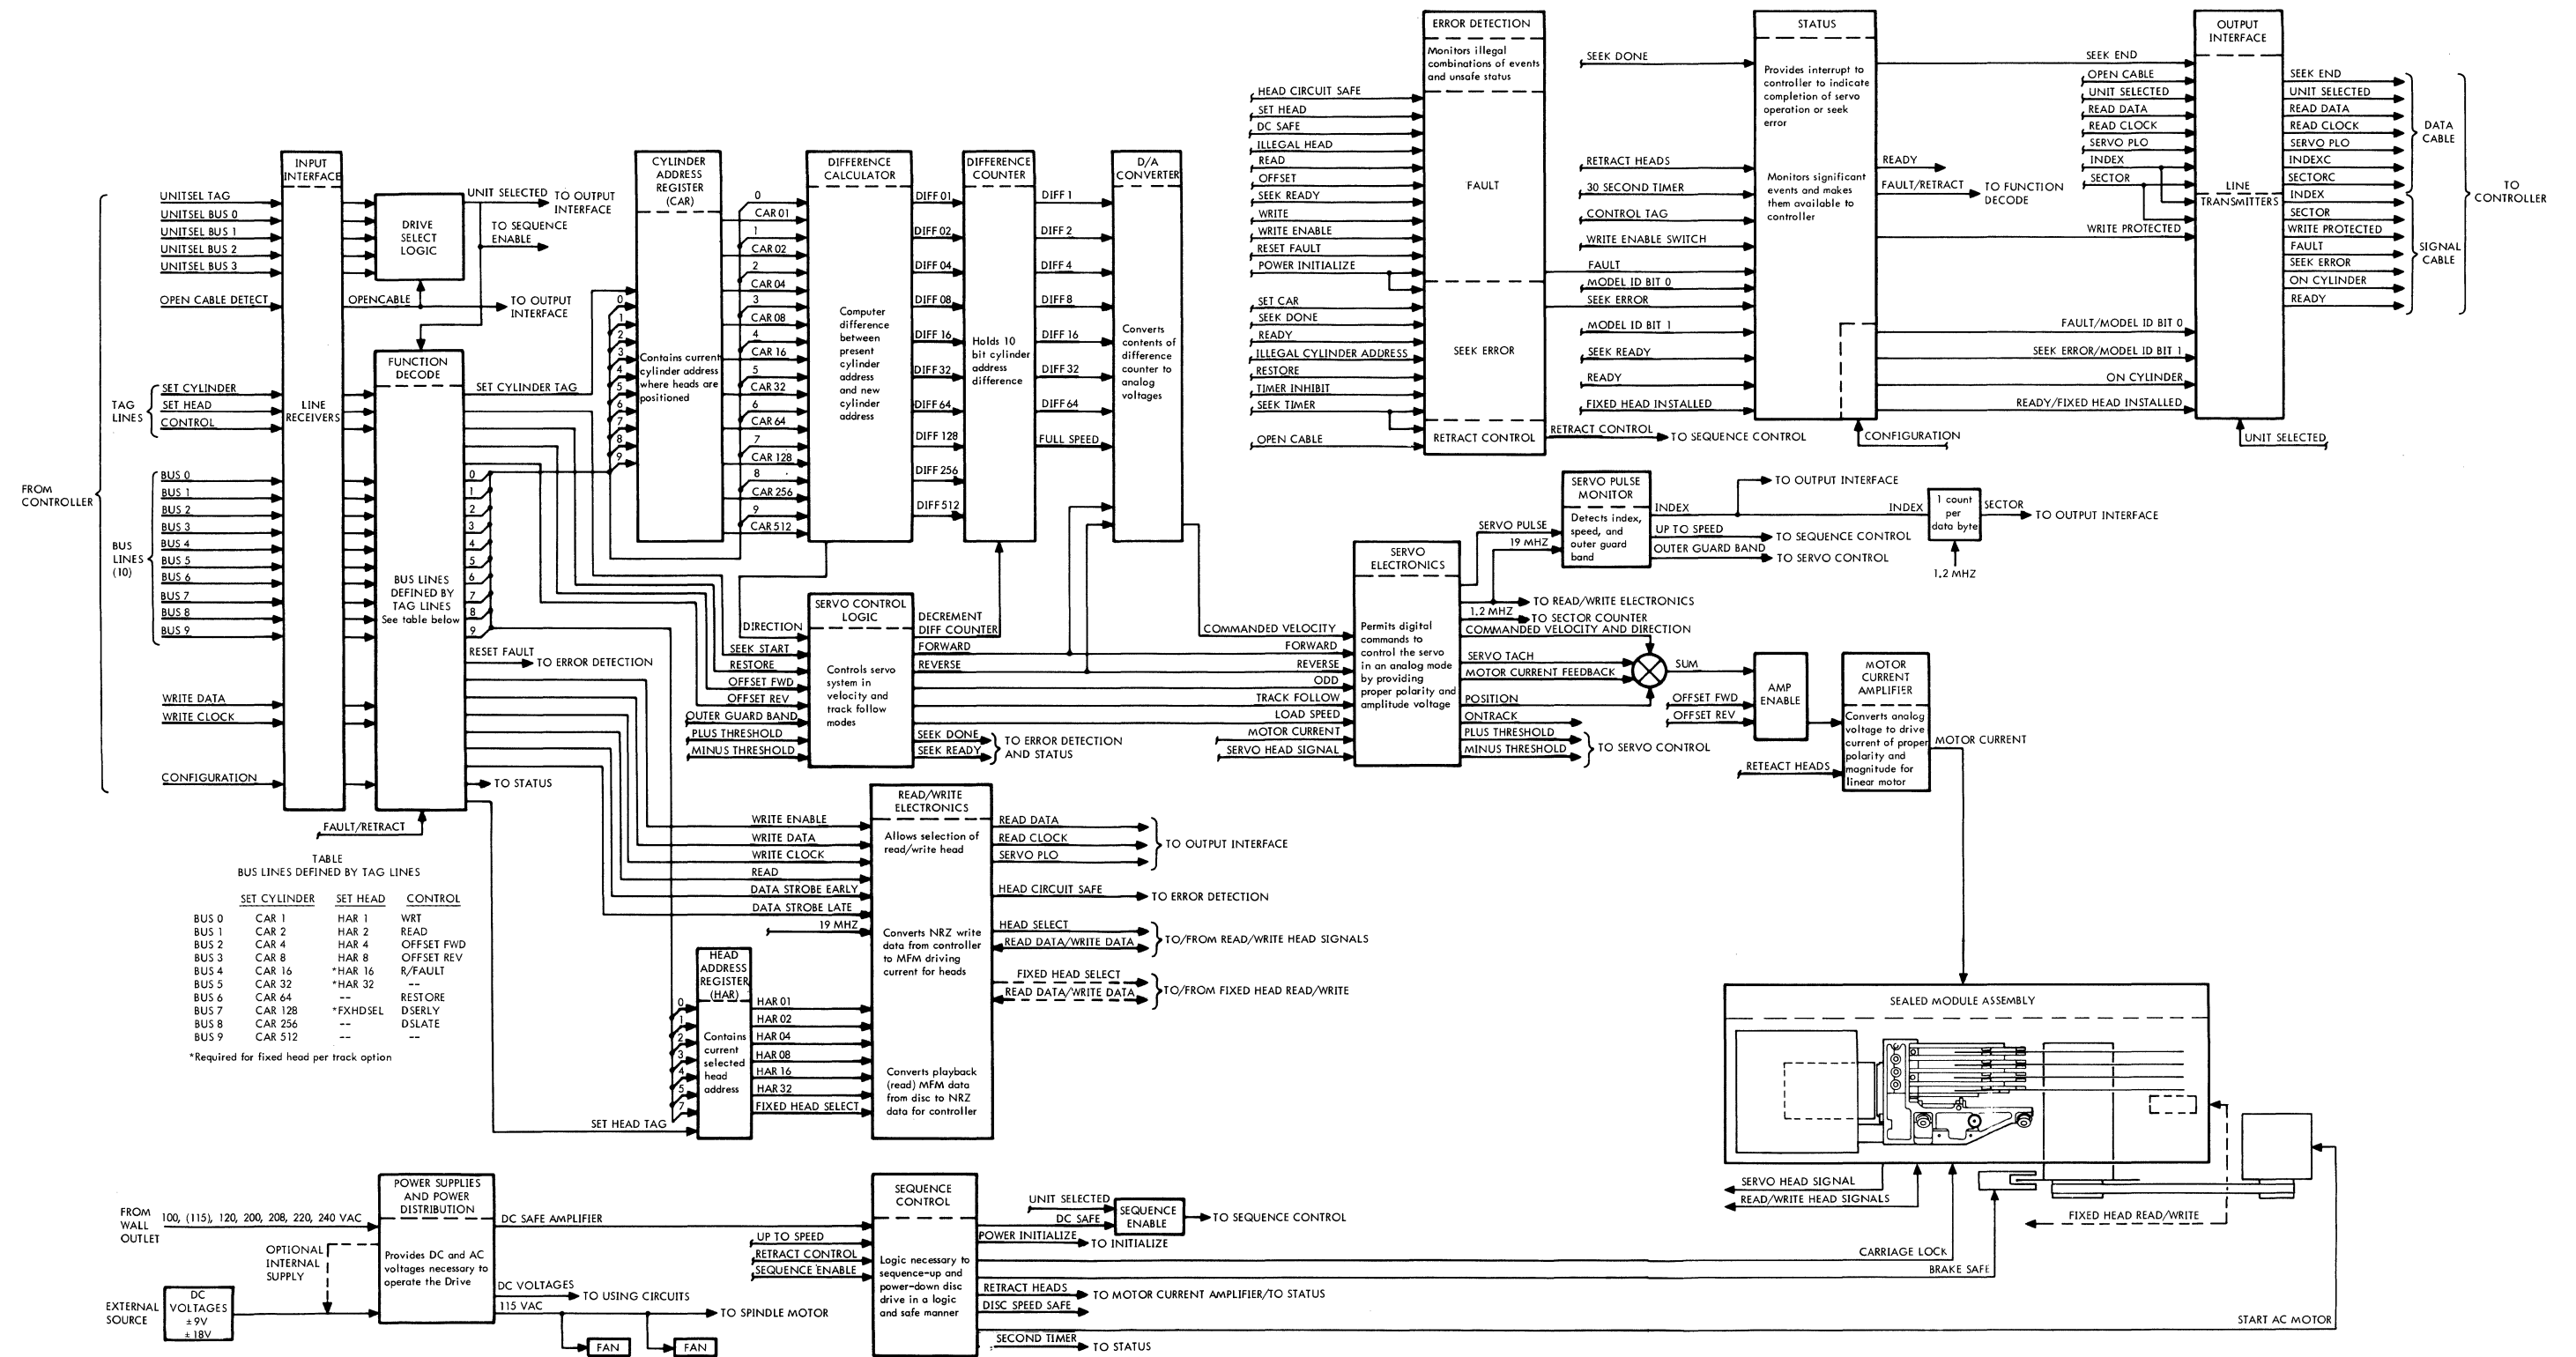 FROM
CONTROLLER
UNITSEL TAG
UNITSEL BUS 0
UNITSEL BUS 1
UNITSEL BUS 2
UNITSEL BUS 3
OPEN CABLE DETECT
TAG
LINES
SET CYLINDER
SET HEAD
CONTROL
BUS
LINES
(10)
BUS 0
BUS 1
BUS 2
BUS 3
BUS 4
BUS 5
BUS 6
BUS 7
BUS 8
BUS 9
WRITE DATA
WRITE CLOCK
CONFIGURATION
INPUT
INTERFACE
LINE
RECEIVERS
DRIVE
SELECT
LOGIC
UNIT SELECTED
TO OUTPUT
INTERFACE
TO SEQUENCE
ENABLE
OPENCABLE
TO OUTPUT
INTERFACE
FUNCTION
DECODE
BUS LINES
DEFINED BY
TAG LINES
See table below
SET CYLINDER TAG
0
1
2
3
4
5
6
7
8
9
RESET FAULT
TO ERROR DETECTION
TO STATUS
FAULT/RETRACT
TABLE
BUS LINES DEFINED BY TAG LINES
SET CYLINDER SET HEAD CONTROL
BUS 0 CAR 1 HAR 1 WRT
BUS 1 CAR 2 HAR 2 READ
BUS 2 CAR 4 HAR 4 OFFSET FWD
BUS 3 CAR 8 HAR 8 OFFSET REV
BUS 4 CAR 16 *HAR 16 R/FAULT
BUS 5 CAR 32 *HAR 32 --
BUS 6 CAR 64 -- RESTORE
BUS 7 CAR 128 *FXHDSEL DSERLY
BUS 8 CAR 256 -- DSLATE
BUS 9 CAR 512 -- --
*Required for fixed head per track option
CYLINDER
ADDRESS
REGISTER
(CAR)
0
1
2
3
4
5
6
7
8
9
Contains current
cylinder address
where heads are
positioned
0
CAR 01
1
CAR 02
2
CAR 04
3
CAR 08
4
CAR 16
5
CAR 32
6
CAR 64
7
CAR 128
8
CAR 256
9
CAR 512
DIFFERENCE
CALCULATOR
Computer
difference
between
present
cylinder
address
and new
cylinder
address
DIFF 01
DIFF 02
DIFF 04
DIFF 08
DIFF 16
DIFF 32
DIFF 64
DIFF 128
DIFF 256
DIFF 512
DIFFERENCE
COUNTER
Holds 10
bit cylinder
address
difference
DIFF 1
DIFF 2
DIFF 4
DIFF 8
DIFF 16
DIFF 32
DIFF 64
FULL SPEED
D/A
CONVERTER
Converts
contents of
difference
counter to
analog
voltages
DIRECTION
SEEK START
RESTORE
OFFSET FWD
OFFSET REV
OUTER GUARD BAND
PLUS THRESHOLD
MINUS THRESHOLD
SERVO CONTROL
LOGIC
Controls servo
system in
velocity and
track follow
modes
DECREMENT
DIFF COUNTER
FORWARD
REVERSE
SEEK DONE
SEEK READY
TO ERROR DETECTION
AND STATUS
COMMANDED VELOCITY
FORWARD
REVERSE
ODD
TRACK FOLLOW
LOAD SPEED
MOTOR CURRENT
SERVO HEAD SIGNAL
SERVO
ELECTRONICS
Permits digital
commands to
control the servo
in an analog mode
by providing
proper polarity and
amplitude voltage
SERVO PULSE
19 MHZ
TO READ/WRITE ELECTRONICS
1.2 MHZ
TO SECTOR COUNTER
COMMANDED VELOCITY AND DIRECTION
SERVO TACH
MOTOR CURRENT FEEDBACK
POSITION
ONTRACK
PLUS THRESHOLD
MINUS THRESHOLD
TO SERVO CONTROL
SERVO PULSE
MONITOR
Detects index,
speed, and
outer guard
band
INDEX
TO OUTPUT INTERFACE
UP TO SPEED
TO SEQUENCE CONTROL
OUTER GUARD BAND
TO SERVO CONTROL
INDEX
1 count
per
data byte
1.2 MHZ
SECTOR
TO OUTPUT INTERFACE
SUM
OFFSET FWD
OFFSET REV
AMP
ENABLE
RETEACT HEADS
MOTOR
CURRENT
AMPLIFIER
Converts analog
voltage to drive
current of proper
polarity and
magnitude for
linear motor
MOTOR CURRENT
ERROR DETECTION
Monitors illegal
combinations of events
and unsafe status
HEAD CIRCUIT SAFE
SET HEAD
DC SAFE
ILLEGAL HEAD
READ
OFFSET
SEEK READY
WRITE
WRITE ENABLE
RESET FAULT
POWER INITIALIZE
FAULT
SET CAR
SEEK DONE
READY
ILLEGAL CYLINDER ADDRESS
RESTORE
TIMER INHIBIT
SEEK TIMER
OPEN CABLE
SEEK ERROR
RETRACT CONTROL
RETRACT CONTROL
TO SEQUENCE CONTROL
SEEK DONE
RETRACT HEADS
30 SECOND TIMER
CONTROL TAG
WRITE ENABLE SWITCH
FAULT
MODEL ID BIT 0
SEEK ERROR
MODEL ID BIT 1
SEEK READY
READY
FIXED HEAD INSTALLED
STATUS
Provides interrupt to
controller to indicate
completion of servo
operation or seek
error
Monitors significant
events and makes
them available to
controller
CONFIGURATION
READY
FAULT/RETRACT
TO FUNCTION
DECODE
SEEK END
OPEN CABLE
UNIT SELECTED
READ DATA
READ CLOCK
SERVO PLO
INDEX
SECTOR
WRITE PROTECTED
FAULT/MODEL ID BIT 0
SEEK ERROR/MODEL ID BIT 1
ON CYLINDER
READY/FIXED HEAD INSTALLED
OUTPUT
INTERFACE
LINE
TRANSMITTERS
UNIT SELECTED
SEEK END
UNIT SELECTED
READ DATA
READ CLOCK
SERVO PLO
INDEXC
SECTORC
INDEX
SECTOR
WRITE PROTECTED
FAULT
SEEK ERROR
ON CYLINDER
READY
DATA
CABLE
SIGNAL
CABLE
TO
CONTROLLER
WRITE ENABLE
WRITE DATA
WRITE CLOCK
READ
DATA STROBE EARLY
DATA STROBE LATE
19 MHZ
READ/WRITE
ELECTRONICS
Allows selection of
read/write head
Converts NRZ write
data from controller
to MFM driving
current for heads
Converts playback
(read) MFM data
from disc to NRZ
data for controller
READ DATA
READ CLOCK
SERVO PLO
TO OUTPUT INTERFACE
HEAD CIRCUIT SAFE
TO ERROR DETECTION
HEAD SELECT
READ DATA/WRITE DATA
TO/FROM READ/WRITE HEAD SIGNALS
FIXED HEAD SELECT
READ DATA/WRITE DATA
TO/FROM FIXED HEAD READ/WRITE
HEAD
ADDRESS
REGISTER
(HAR)
0
1
2
3
4
5
7
Contains
current
selected
head
address
SET HEAD TAG
HAR 01
HAR 02
HAR 04
HAR 08
HAR 16
HAR 32
FIXED HEAD SELECT
SEALED MODULE ASSEMBLY
SERVO HEAD SIGNAL
READ/WRITE HEAD SIGNALS
FIXED HEAD READ/WRITE
CARRIAGE LOCK
BRAKE SAFE
START AC MOTOR
FROM
WALL
OUTLET
100, (115), 120, 200, 208, 220, 240 VAC
OPTIONAL
INTERNAL
SUPPLY
EXTERNAL
SOURCE
DC
VOLTAGES
±9V
±18V
POWER SUPPLIES
AND POWER
DISTRIBUTION
Provides DC and AC
voltages necessary to
operate the Drive
DC SAFE AMPLIFIER
DC VOLTAGES
TO USING CIRCUITS
115 VAC
TO SPINDLE MOTOR
FAN
FAN
UP TO SPEED
RETRACT CONTROL
SEQUENCE ENABLE
SEQUENCE
CONTROL
Logic necessary to
sequence-up and
power-down disc
drive in a logic
and safe manner
UNIT SELECTED
DC SAFE
SEQUENCE
ENABLE
TO SEQUENCE CONTROL
POWER INITIALIZE
TO INITIALIZE
RETRACT HEADS
TO MOTOR CURRENT AMPLIFIER/TO STATUS
DISC SPEED SAFE
SECOND TIMER
TO STATUS